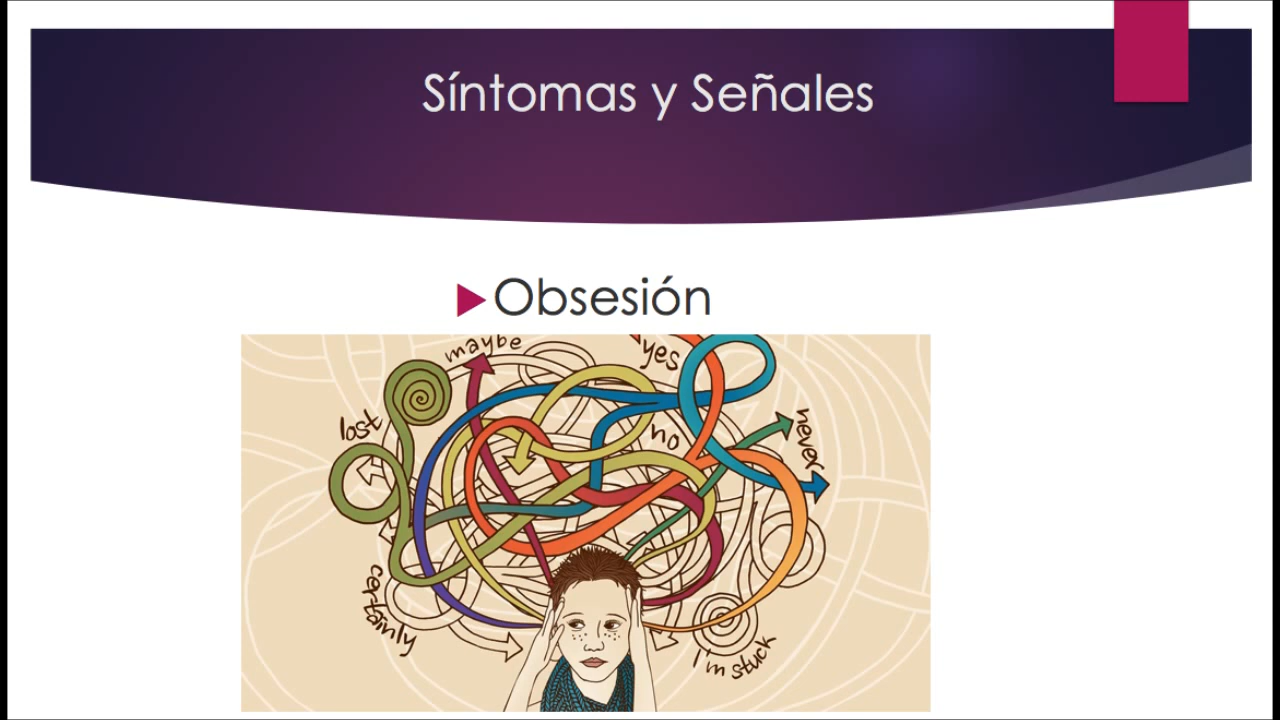 Síntomas y Señales
Obsesión
maybe
yes
lost
no
never
certainly
I'm stuck